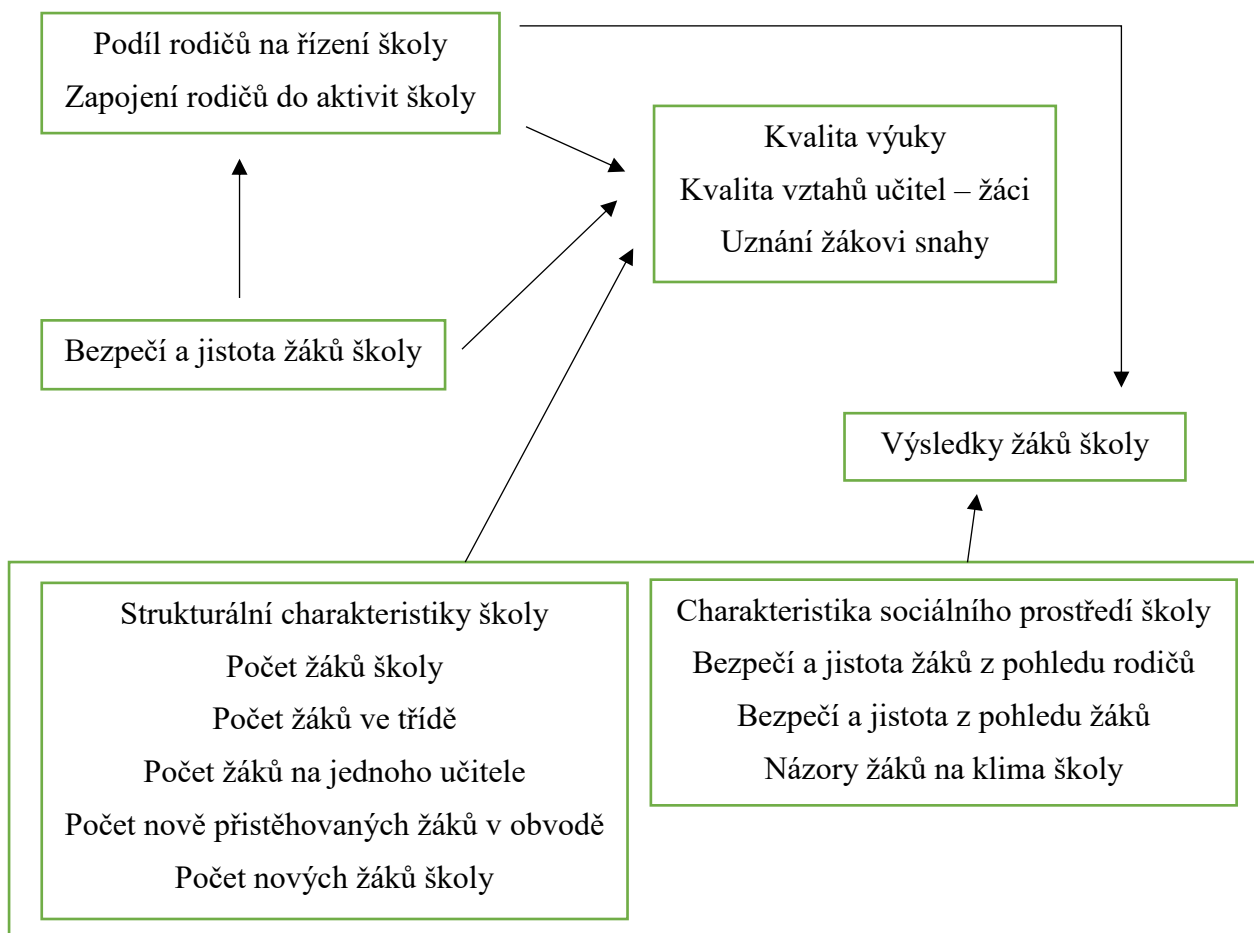 Podíl rodičů na řízení školy
Zapojení rodičů do aktivit školy
Kvalita výuky
Kvalita vztahů učitel – žáci
Uznání žákovi snahy
Bezpečí a jistota žáků školy
Výsledky žáků školy
Strukturální charakteristiky školy
Počet žáků školy
Počet žáků ve třídě
Počet žáků na jednoho učitele
Počet nově přistěhovaných žáků v obvodě
Počet nových žáků školy
Charakteristika sociálního prostředí školy
Bezpečí a jistota žáků z pohledu rodičů
Bezpečí a jistota z pohledu žáků
Názory žáků na klima školy